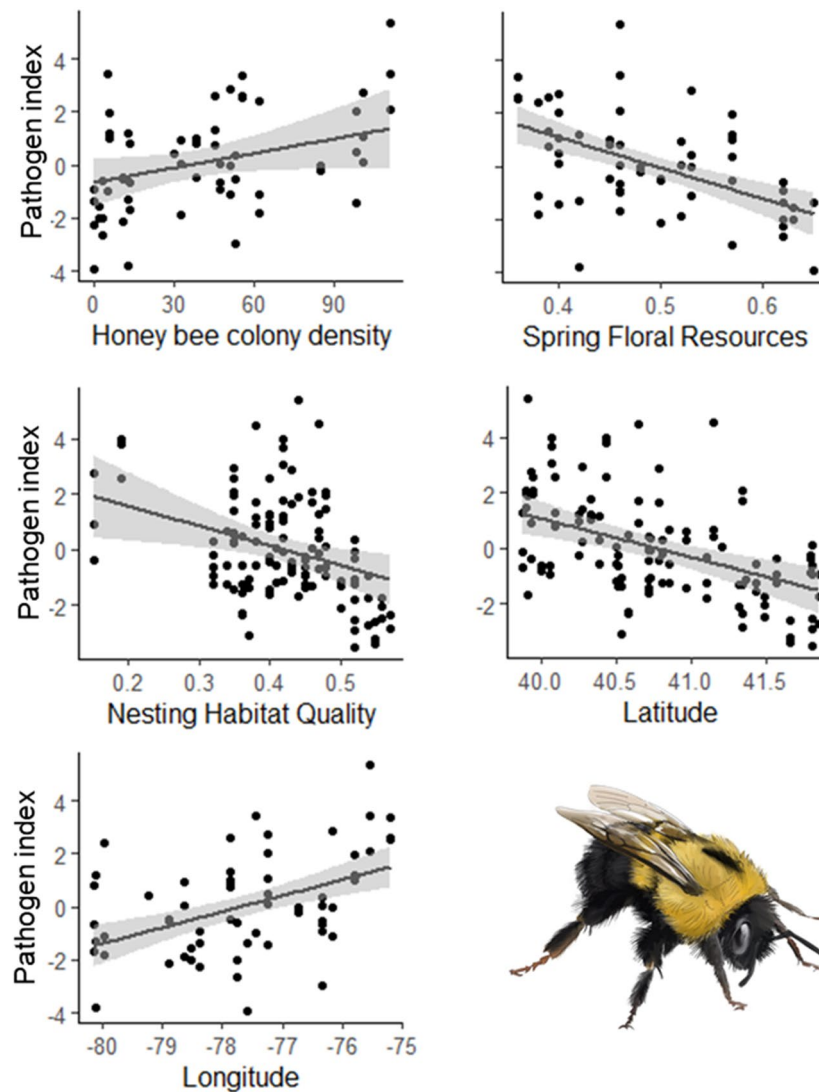 Pathogen index
4
2
0
-2
-4
0 30 60 90
Honey bee colony density
0.4 0.5 0.6
Spring Floral Resources
Pathogen index
4
2
0
-2
0.2 0.3 0.4 0.5
Nesting Habitat Quality
4
2
0
-2
40.0 40.5 41.0 41.5
Latitude
Pathogen index
4
2
0
-2
-4
-80 -79 -78 -77 -76 -75
Longitude